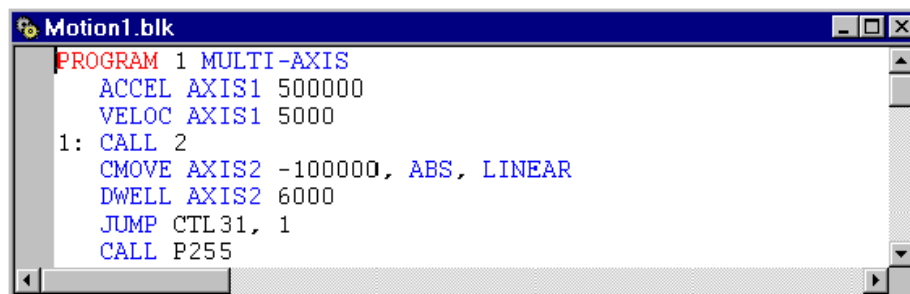 Motion1.blk
PROGRAM 1 MULTI-AXIS
ACCEL AXIS1 500000
VELOC AXIS1 5000
1: CALL 2
CMOVE AXIS2 -100000, ABS, LINEAR
DWELL AXIS2 6000
JUMP CTL31, 1
CALL P255